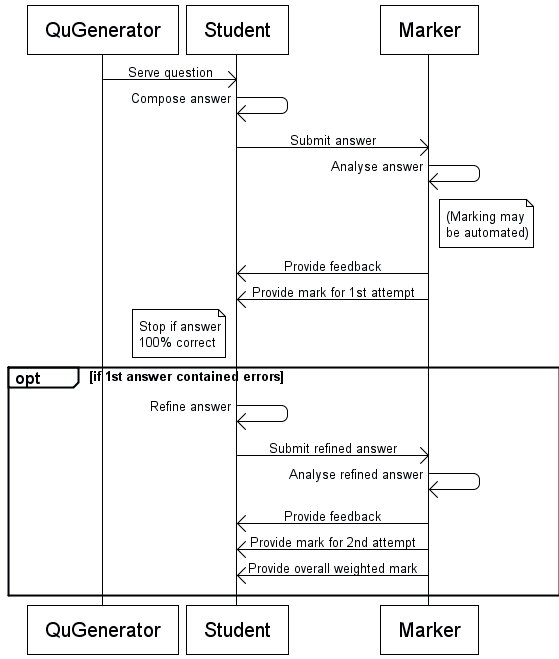 QuGenerator
Student
Marker
Serve question
Compose answer
Submit answer
Analyse answer
(Marking may
be automated)
Provide feedback
Provide mark for 1st attempt
Stop if answer
100% correct
opt
[if 1st answer contained errors]
Refine answer
Submit refined answer
Analyse refined answer
Provide feedback
Provide mark for 2nd attempt
Provide overall weighted mark
QuGenerator
Student
Marker